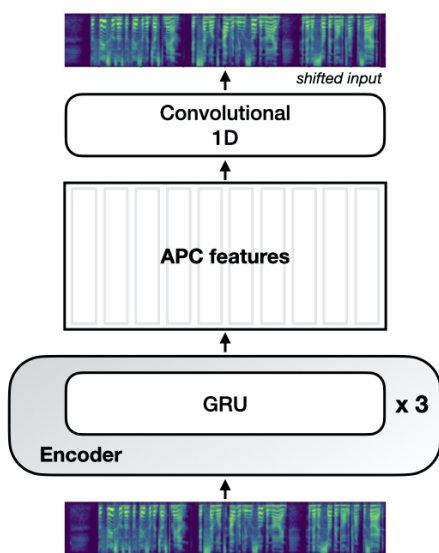 shifted input
Convolutional
1D
APC features
GRU
x 3
Encoder